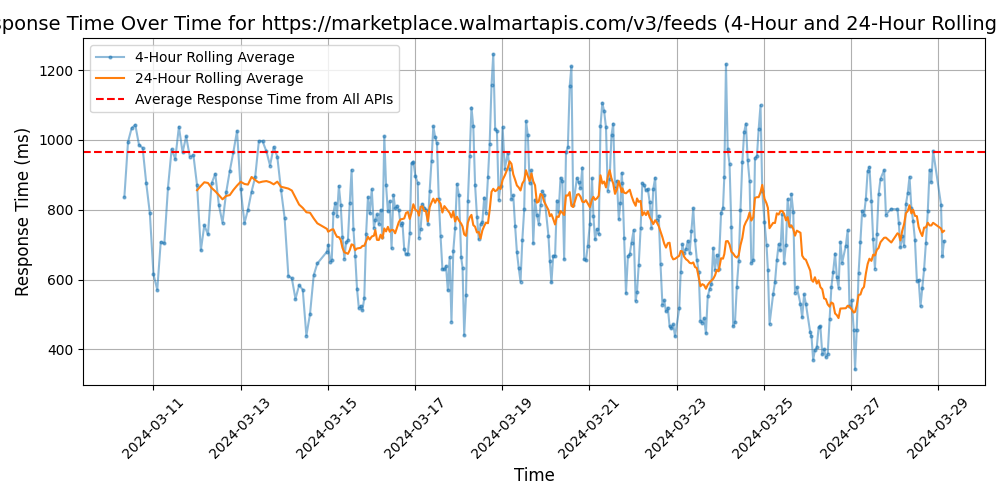 sponse Time Over Time for https://marketplace.walmartapis.com/v3/feeds (4-Hour and 24-Hour Rolling
4-Hour Rolling Average
24-Hour Rolling Average
Average Response Time from All APIs
Response Time (ms)
1200
1000
800
600
400
2024-03-11
2024-03-13
2024-03-15
2024-03-17
2024-03-19
2024-03-21
2024-03-23
2024-03-25
2024-03-27
2024-03-29
Time